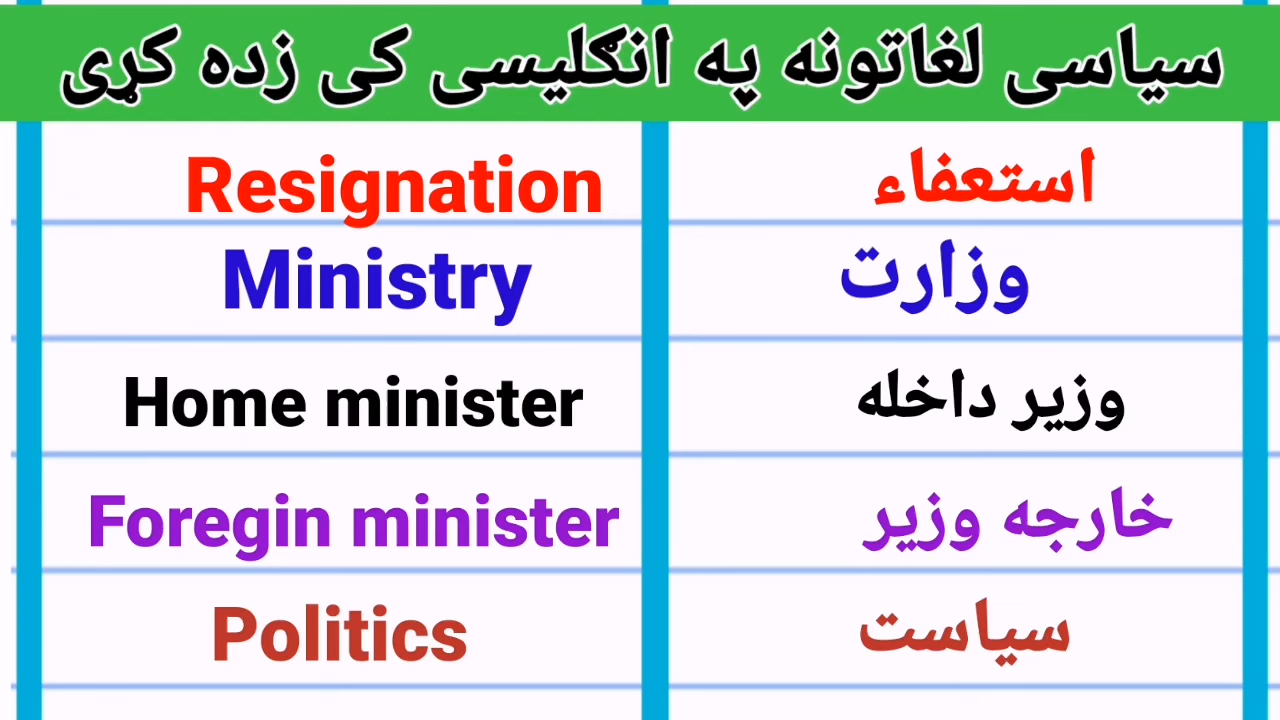 سیاسی لغاتونه په انګلیسی کی زده کړی
Resignation استعفاء
Ministry وزارت
Home minister وزیر داخله
Foregin minister خارجه وزیر
Politics سیاست